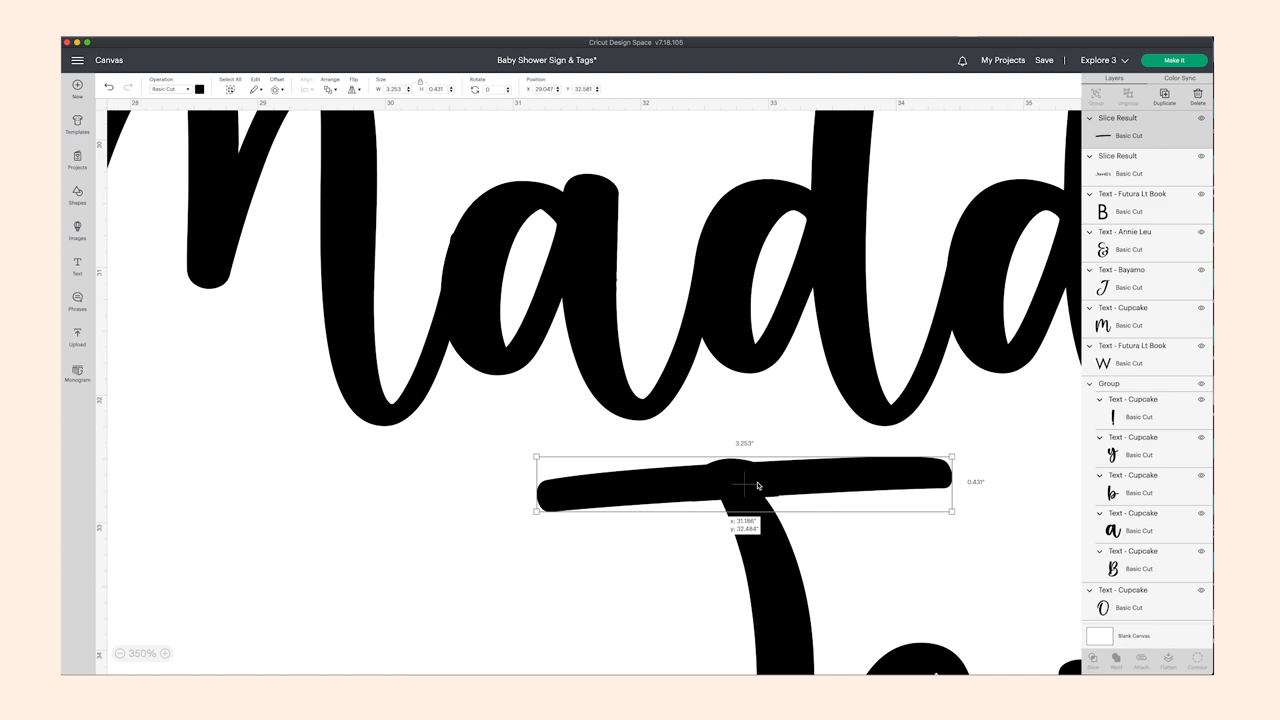 Cricut Design Space v7.18.105
Canvas
Baby Shower Sign & Tags*
My Projects Save Explore 3 Make It
Operation
Basic Cut
Select All Edit Offset Align Arrange Flip
Size
W 3.253 H 0.431
Rotate
0
Position
X 29.047 Y 32.581
Layers Color Sync
Group Ungroup Duplicate Delete
28 29 30 31 32 33 34 35
30
31
32
33
34
New
Templates
Projects
Shapes
Images
Text
Phrases
Upload
Monogram
nada
3.253"
0.431"
x: 31.186"
y: 32.484"
350%
Slice Result
Basic Cut
Slice Result
Basic Cut
Text - Futura Lt Book
B Basic Cut
Text - Annie Leu
& Basic Cut
Text - Bayamo
J Basic Cut
Text - Cupcake
M Basic Cut
Text - Futura Lt Book
W Basic Cut
Group
Text - Cupcake
! Basic Cut
Text - Cupcake
y Basic Cut
Text - Cupcake
b Basic Cut
Text - Cupcake
a Basic Cut
Text - Cupcake
B Basic Cut
Text - Cupcake
O Basic Cut
Blank Canvas
Slice Weld Attach Flatten Contour